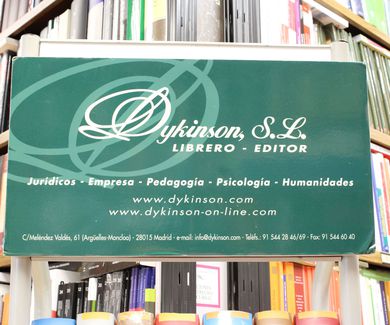 Dykinson, S.L.
LIBRERO - EDITOR
Jurídicos - Empresa - Pedagogía - Psicología - Humanidades
www.dykinson.com
www.dykinson-on-line.com
C/Meléndez Valdés, 61 (Argüelles-Moncloa) - 28015 Madrid - e-mail: info@dykinson.com - Teléfs.: 91 544 28 46/69 - Fax: 91 544 60 40